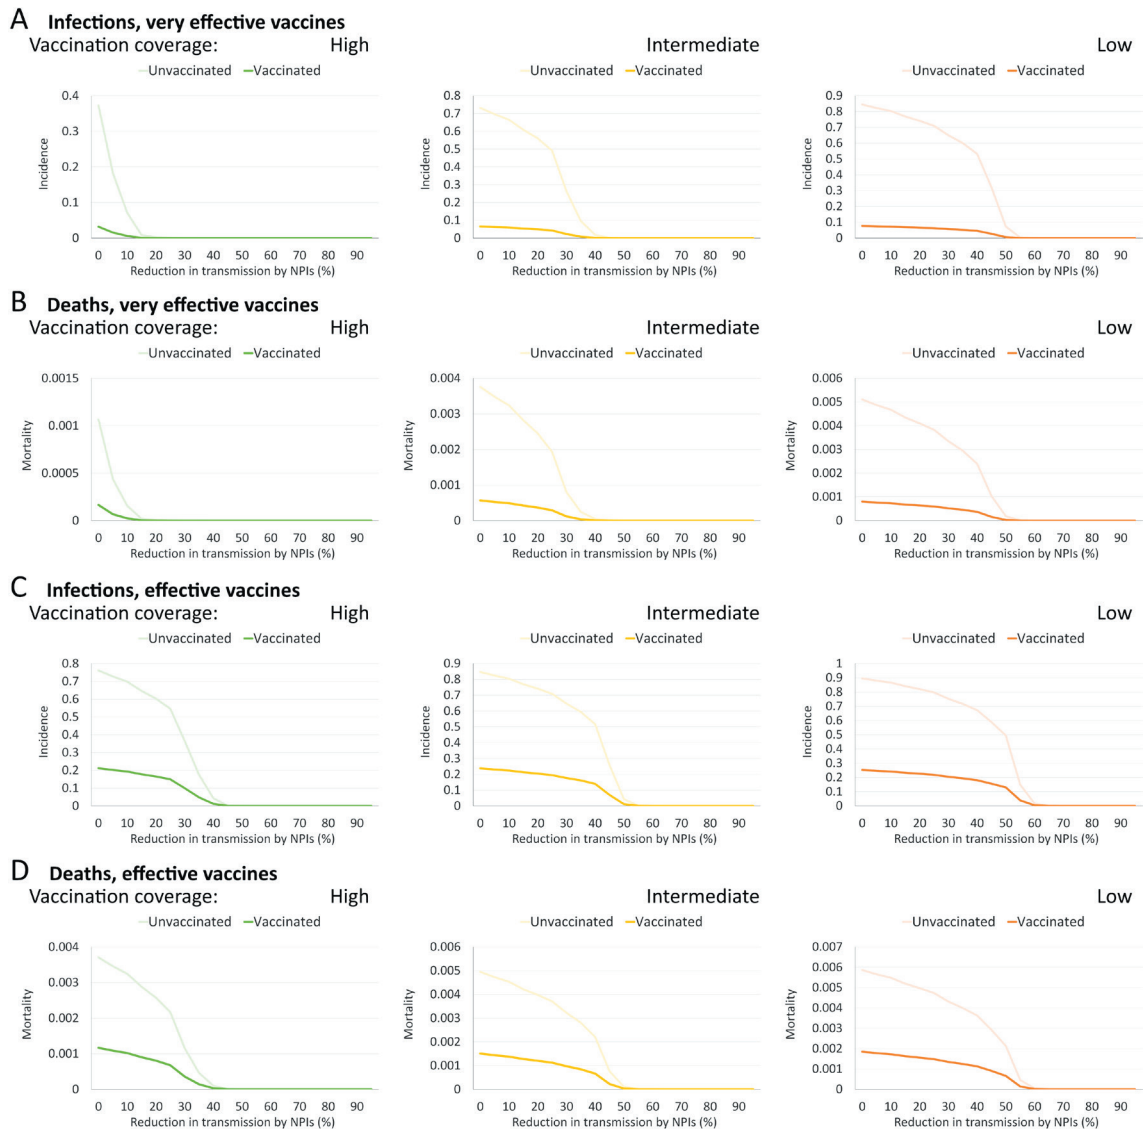 A Infections, very effective vaccines
Vaccination coverage: High Intermediate Low
Unvaccinated Vaccinated Unvaccinated Vaccinated Unvaccinated Vaccinated
0.4 0.8 0.9
0.7 0.8
0.3 0.6 0.7
0.5 0.6
0.2 0.4 0.5
0.3 0.4
0.1 0.2 0.3
0.1 0.2
0 0 0.1
0
Incidence Incidence Incidence
0 10 20 30 40 50 60 70 80 90 0 10 20 30 40 50 60 70 80 90 0 10 20 30 40 50 60 70 80 90
Reduction in transmission by NPIs (%) Reduction in transmission by NPIs (%) Reduction in transmission by NPIs (%)
B Deaths, very effective vaccines
Vaccination coverage: High Intermediate Low
Unvaccinated Vaccinated Unvaccinated Vaccinated Unvaccinated Vaccinated
0.0015 0.004 0.006
0.005
0.001 0.003 0.004
0.002 0.003
0.0005 0.001 0.002
0.001
0 0 0
Mortality Mortality Mortality
0 10 20 30 40 50 60 70 80 90 0 10 20 30 40 50 60 70 80 90 0 10 20 30 40 50 60 70 80 90
Reduction in transmission by NPIs (%) Reduction in transmission by NPIs (%) Reduction in transmission by NPIs (%)
C Infections, effective vaccines
Vaccination coverage: High Intermediate Low
Unvaccinated Vaccinated Unvaccinated Vaccinated Unvaccinated Vaccinated
0.8 0.9 1
0.7 0.8 0.9
0.6 0.7 0.8
0.5 0.6 0.7
0.4 0.5 0.6
0.3 0.4 0.5
0.2 0.3 0.4
0.1 0.2 0.3
0 0.1 0.2
0 0.1
0
Incidence Incidence Incidence
0 10 20 30 40 50 60 70 80 90 0 10 20 30 40 50 60 70 80 90 0 10 20 30 40 50 60 70 80 90
Reduction in transmission by NPIs (%) Reduction in transmission by NPIs (%) Reduction in transmission by NPIs (%)
D Deaths, effective vaccines
Vaccination coverage: High Intermediate Low
Unvaccinated Vaccinated Unvaccinated Vaccinated Unvaccinated Vaccinated
0.004 0.006 0.007
0.005 0.006
0.003 0.004 0.005
0.002 0.003 0.004
0.002 0.003
0.001 0.001 0.002
0.001
0 0 0
Mortality Mortality Mortality
0 10 20 30 40 50 60 70 80 90 0 10 20 30 40 50 60 70 80 90 0 10 20 30 40 50 60 70 80 90
Reduction in transmission by NPIs (%) Reduction in transmission by NPIs (%) Reduction in transmission by NPIs (%)